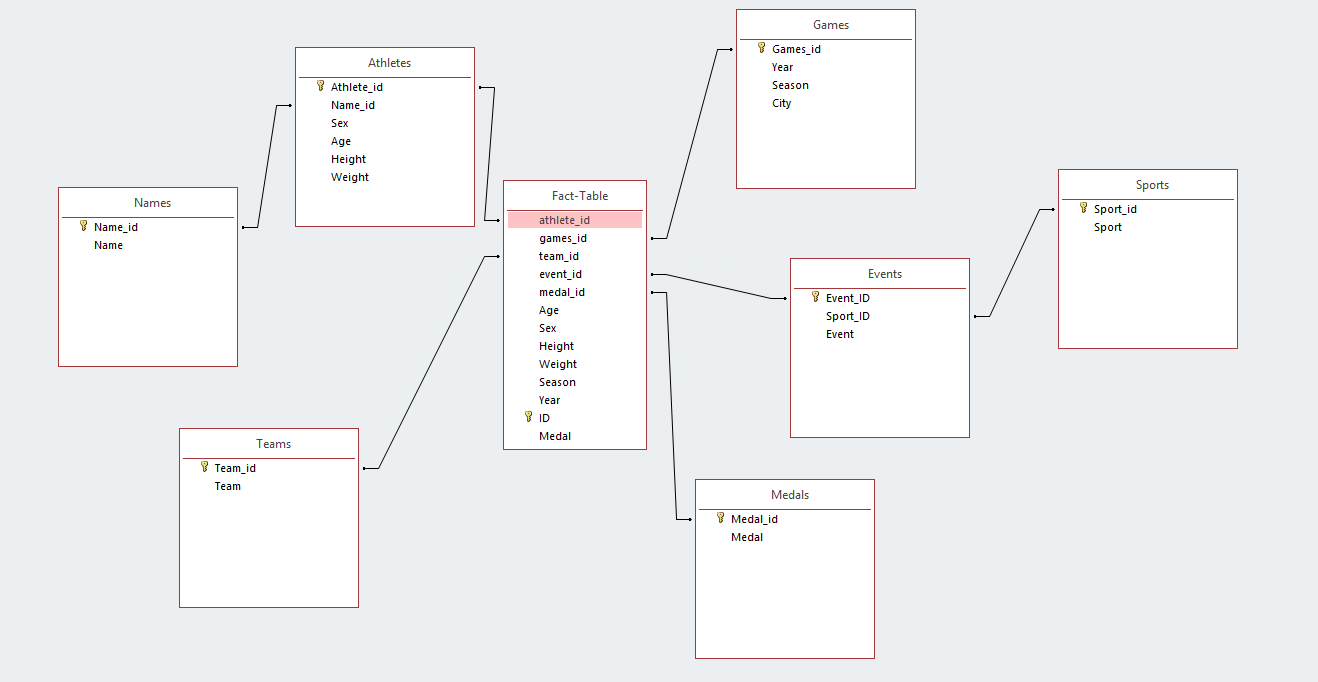 Games
Games_id
Year
Season
City
Athletes
Athlete_id
Name_id
Sex
Age
Height
Weight
Names
Name_id
Name
Fact-Table
athlete_id
games_id
team_id
event_id
medal_id
Age
Sex
Height
Weight
Season
Year
ID
Medal
Sports
Sport_id
Sport
Events
Event_ID
Sport_ID
Event
Teams
Team_id
Team
Medals
Medal_id
Medal